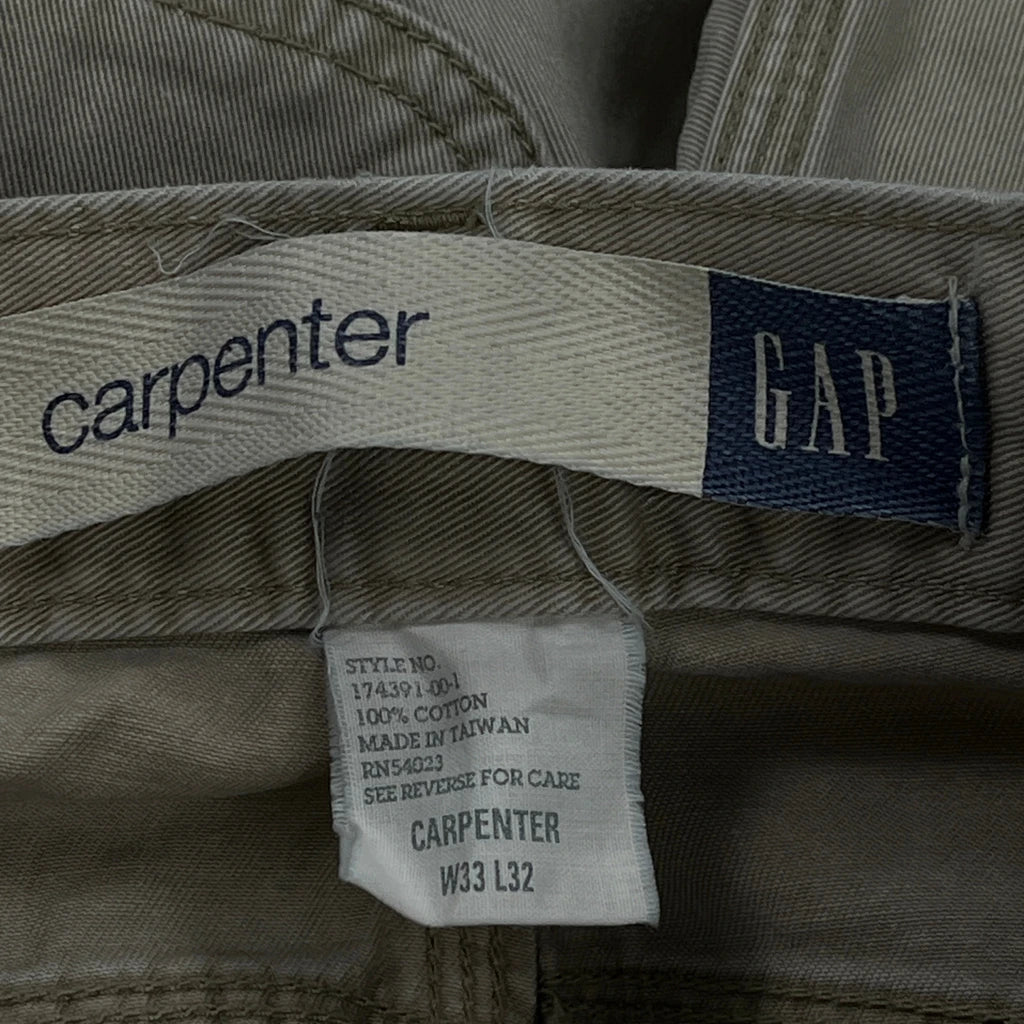 carpenter
GAP
STYLE NO.
174391-00-1
100% COTTON
MADE IN TAIWAN
RN54023
SEE REVERSE FOR CARE
CARPENTER
W33 L32